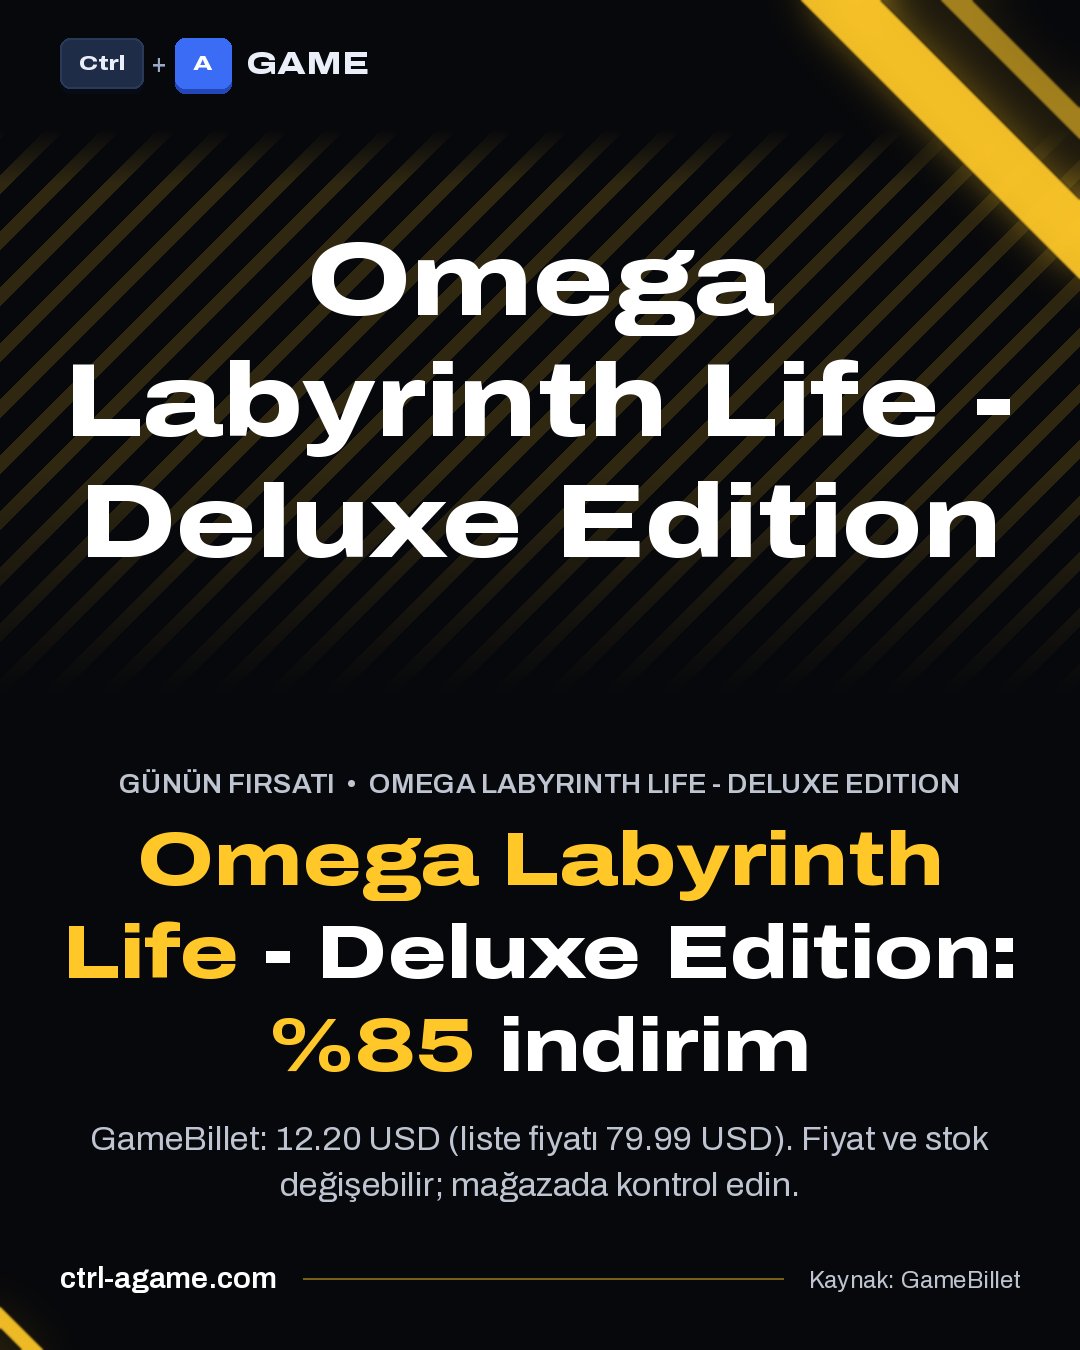 Ctrl + A GAME
Omega
Labyrinth Life -
Deluxe Edition
GÜNÜN FIRSATI • OMEGA LABYRINTH LIFE - DELUXE EDITION
Omega Labyrinth
Life - Deluxe Edition:
%85 indirim
GameBillet: 12.20 USD (liste fiyatı 79.99 USD). Fiyat ve stok
değişebilir; mağazada kontrol edin.
ctrl-agame.com
Kaynak: GameBillet